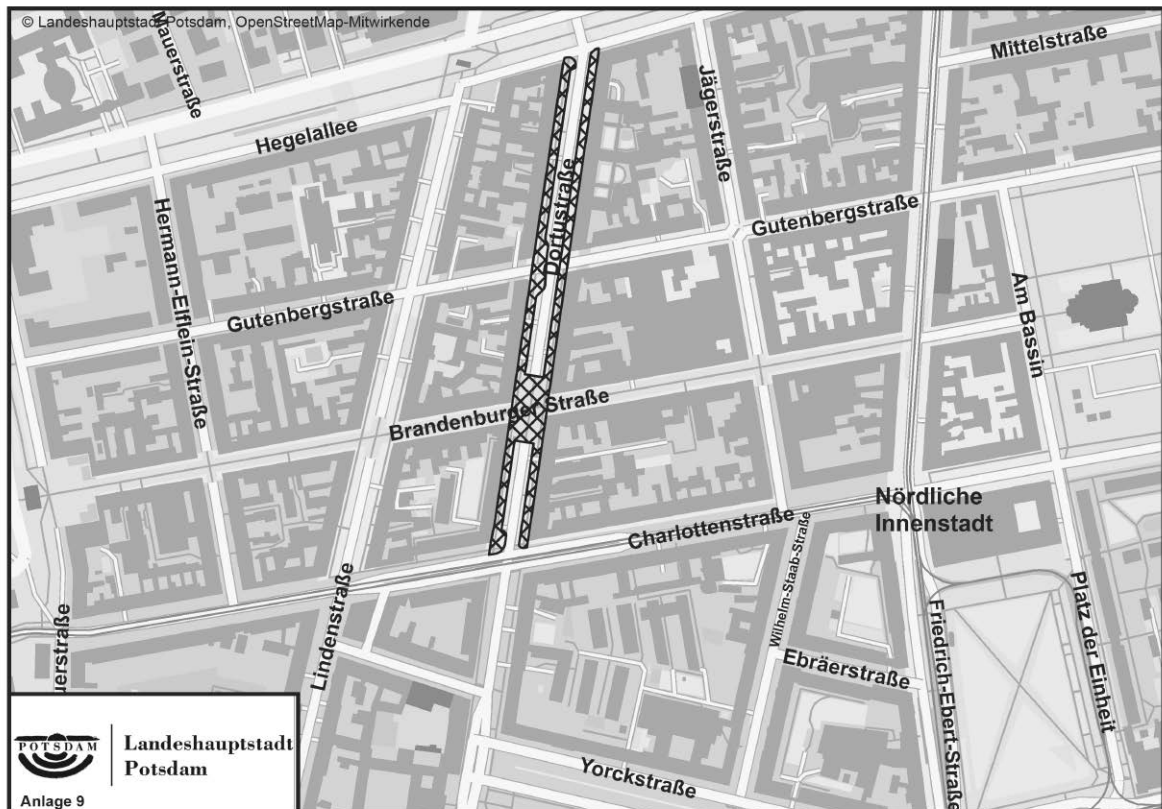 © Landeshauptstadt Potsdam, OpenStreetMap-Mitwirkende
Mauerstraße
Mittelstraße
Hegelallee
Jägerstraße
Dortustraße
Hermann-Elflein-Straße
Gutenbergstraße
Gutenbergstraße
Am Bassin
Brandenburger Straße
Nördliche
Innenstadt
Charlottenstraße
Wilhelm-Staab-Straße
Lindenstraße
uerstraße
Ebräerstraße
Friedrich-Ebert-Straße
Platz der Einheit
Yorckstraße
POTSDAM
Landeshauptstadt
Potsdam
Anlage 9